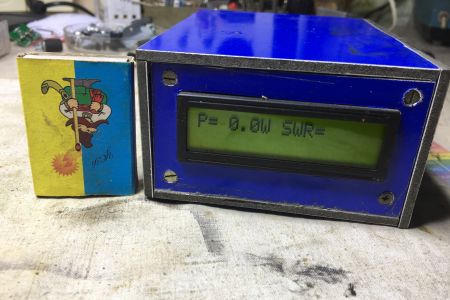 P= 0.0W SWR=